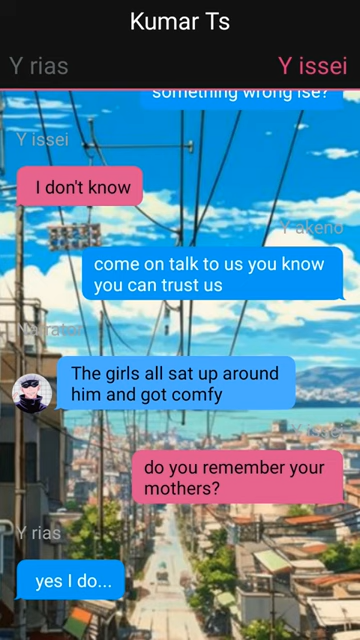 Kumar Ts
Y rias
Y issei
something wrong ise?
Y issei
I don't know
Y akeno
come on talk to us you know
you can trust us
Narrator
The girls all sat up around
him and got comfy
do you remember your
mothers?
Y rias
yes I do...